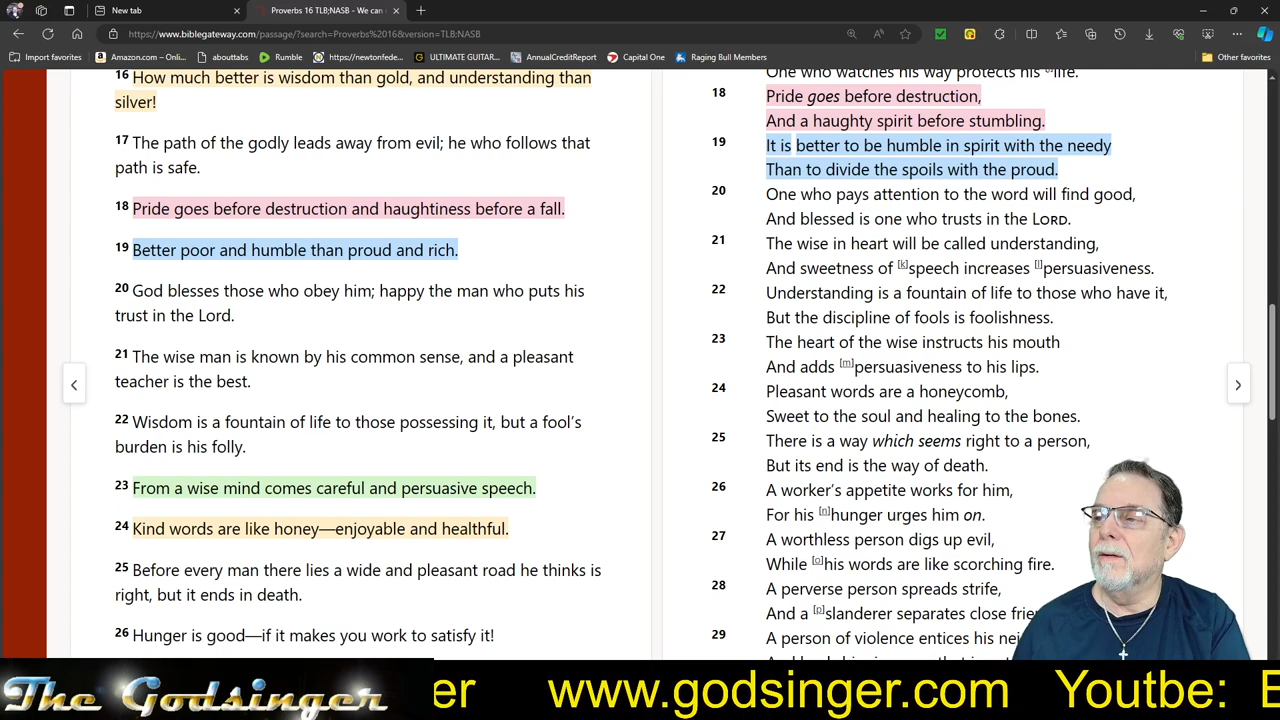 New tab
Proverbs 16 TLB;NASB - We can
https://www.biblegateway.com/passage/?search=Proverbs%2016&version=TLB;NASB
Import favorites
Amazon.com
abouttabs
Rumble
https://newtonfede...
ULTIMATE GUITAR...
AnnualCreditReport
Capital One
Raging Bull Members
Other favorites
16 How much better is wisdom than gold, and understanding than
silver!
17 The path of the godly leads away from evil; he who follows that
path is safe.
18 Pride goes before destruction and haughtiness before a fall.
19 Better poor and humble than proud and rich.
20 God blesses those who obey him; happy the man who puts his
trust in the Lord.
21 The wise man is known by his common sense, and a pleasant
teacher is the best.
22 Wisdom is a fountain of life to those possessing it, but a fool's
burden is his folly.
23 From a wise mind comes careful and persuasive speech.
24 Kind words are like honey—enjoyable and healthful.
25 Before every man there lies a wide and pleasant road he thinks is
right, but it ends in death.
26 Hunger is good—if it makes you work to satisfy it!
One who watches his way protects his life.
18 Pride goes before destruction,
And a haughty spirit before stumbling.
19 It is better to be humble in spirit with the needy
Than to divide the spoils with the proud.
20 One who pays attention to the word will find good,
And blessed is one who trusts in the LORD.
21 The wise in heart will be called understanding,
And sweetness of [k]speech increases [l]persuasiveness.
22 Understanding is a fountain of life to those who have it,
But the discipline of fools is foolishness.
23 The heart of the wise instructs his mouth
And adds [m]persuasiveness to his lips.
24 Pleasant words are a honeycomb,
Sweet to the soul and healing to the bones.
25 There is a way which seems right to a person,
But its end is the way of death.
26 A worker's appetite works for him,
For his [n]hunger urges him on.
27 A worthless person digs up evil,
While [o]his words are like scorching fire.
28 A perverse person spreads strife,
And a [p]slanderer separates close frie
29 A person of violence entices his nei
The Godsinger
er www.godsinger.com Youtbe: E